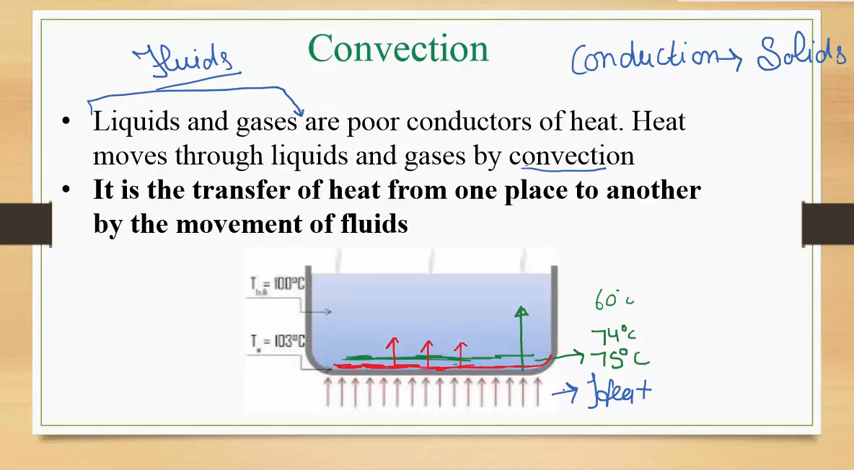 Fluids
Convection
Conduction→ Solids
• Liquids and gases are poor conductors of heat. Heat
moves through liquids and gases by convection
• It is the transfer of heat from one place to another
by the movement of fluids
= 100°C
= 103°C
60°C
74°C
→75°C
→ Heat